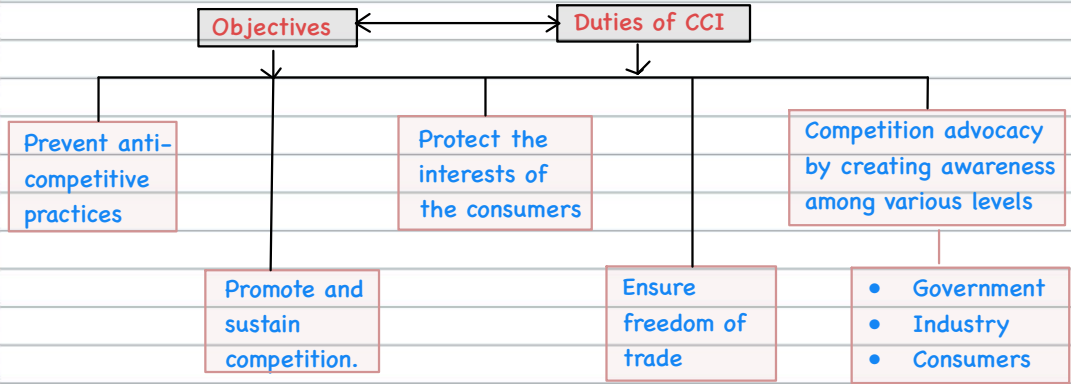 Objectives
Duties of CCI
Prevent anti-
competitive
practices
Protect the
interests of
the consumers
Competition advocacy
by creating awareness
among various levels
Promote and
sustain
competition.
Ensure
freedom of
trade
• Government
• Industry
• Consumers